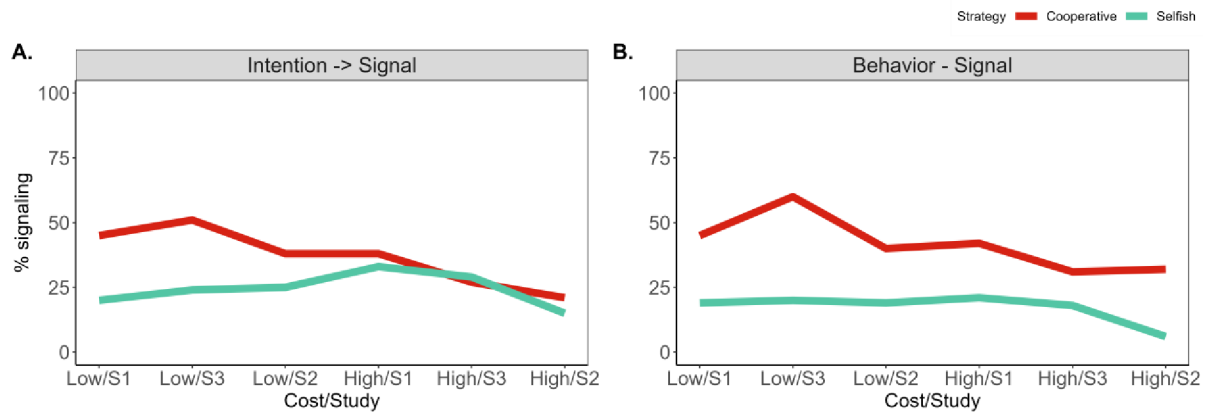 Strategy Cooperative Selfish
A.
Intention -> Signal
% signaling
100
75
50
25
0
Low/S1 Low/S3 Low/S2 High/S1 High/S3 High/S2
Cost/Study
B.
Behavior - Signal
100
75
50
25
0
Low/S1 Low/S3 Low/S2 High/S1 High/S3 High/S2
Cost/Study